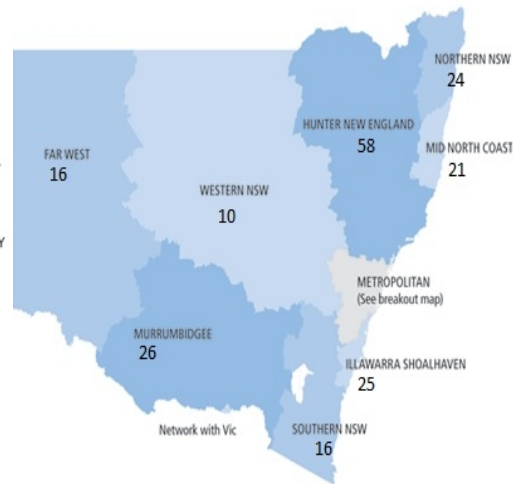 NORTHERN NSW
24
HUNTER NEW ENGLAND
58
MID NORTH COAST
21
FAR WEST
16
WESTERN NSW
10
Y
METROPOLITAN
(See breakout map)
MURRUMBIDGEE
26
ILLAWARRA SHOALHAVEN
25
Network with Vic
SOUTHERN NSW
16